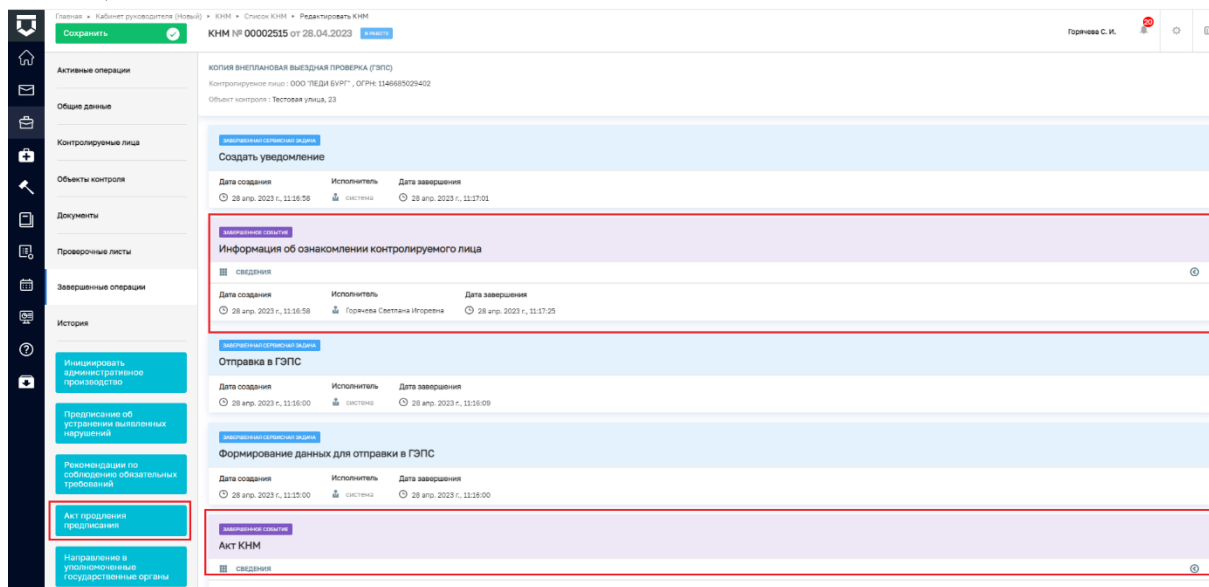 Главная • Кабинет руководителя (Новый) • КНМ • Список КНМ • Редактировать КНМ
Сохранить
КНМ № 00002515 от 28.04.2023 В РАБОТЕ
Горячева С. И.
20
Активные операции
Общие данные
Контролируемые лица
Объекты контроля
Документы
Проверочные листы
Завершенные операции
История
Инициировать
административное
производство
Предписание об
устранении выявленных
нарушений
Рекомендации по
соблюдению обязательных
требований
Акт продления
предписания
Направление в
уполномоченные
государственные органы
КОПИЯ ВНЕПЛАНОВАЯ ВЫЕЗДНАЯ ПРОВЕРКА (ГЭПС)
Контролируемое лицо : ООО "ЛЕДИ БУРГ" , ОГРН: 1146685029402
Объект контроля : Тестовая улица, 23
ЗАВЕРШЕННАЯ СЕРВИСНАЯ ЗАДАЧА
Создать уведомление
Дата создания Исполнитель Дата завершения
28 апр. 2023 г., 11:16:58 система 28 апр. 2023 г., 11:17:01
ЗАВЕРШЕННОЕ СОБЫТИЕ
Информация об ознакомлении контролируемого лица
СВЕДЕНИЯ
Дата создания Исполнитель Дата завершения
28 апр. 2023 г., 11:16:58 Горячева Светлана Игоревна 28 апр. 2023 г., 11:17:25
ЗАВЕРШЕННАЯ СЕРВИСНАЯ ЗАДАЧА
Отправка в ГЭПС
Дата создания Исполнитель Дата завершения
28 апр. 2023 г., 11:16:00 система 28 апр. 2023 г., 11:16:09
ЗАВЕРШЕННАЯ СЕРВИСНАЯ ЗАДАЧА
Формирование данных для отправки в ГЭПС
Дата создания Исполнитель Дата завершения
28 апр. 2023 г., 11:15:00 система 28 апр. 2023 г., 11:16:00
ЗАВЕРШЕННОЕ СОБЫТИЕ
Акт КНМ
СВЕДЕНИЯ